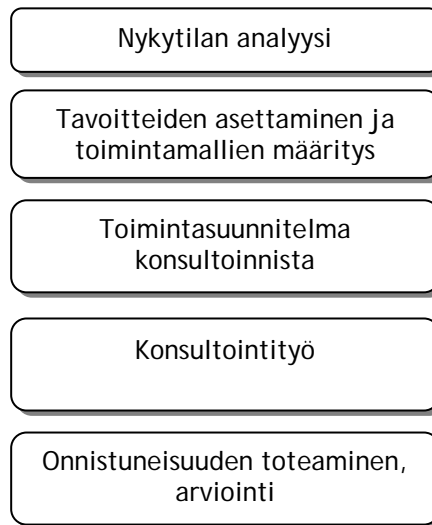 Nykytilan analyysi
Tavoitteiden asettaminen ja
toimintamallien määritys
Toimintasuunnitelma
konsultoinnista
Konsultointityö
Onnistuneisuuden toteaminen,
arviointi